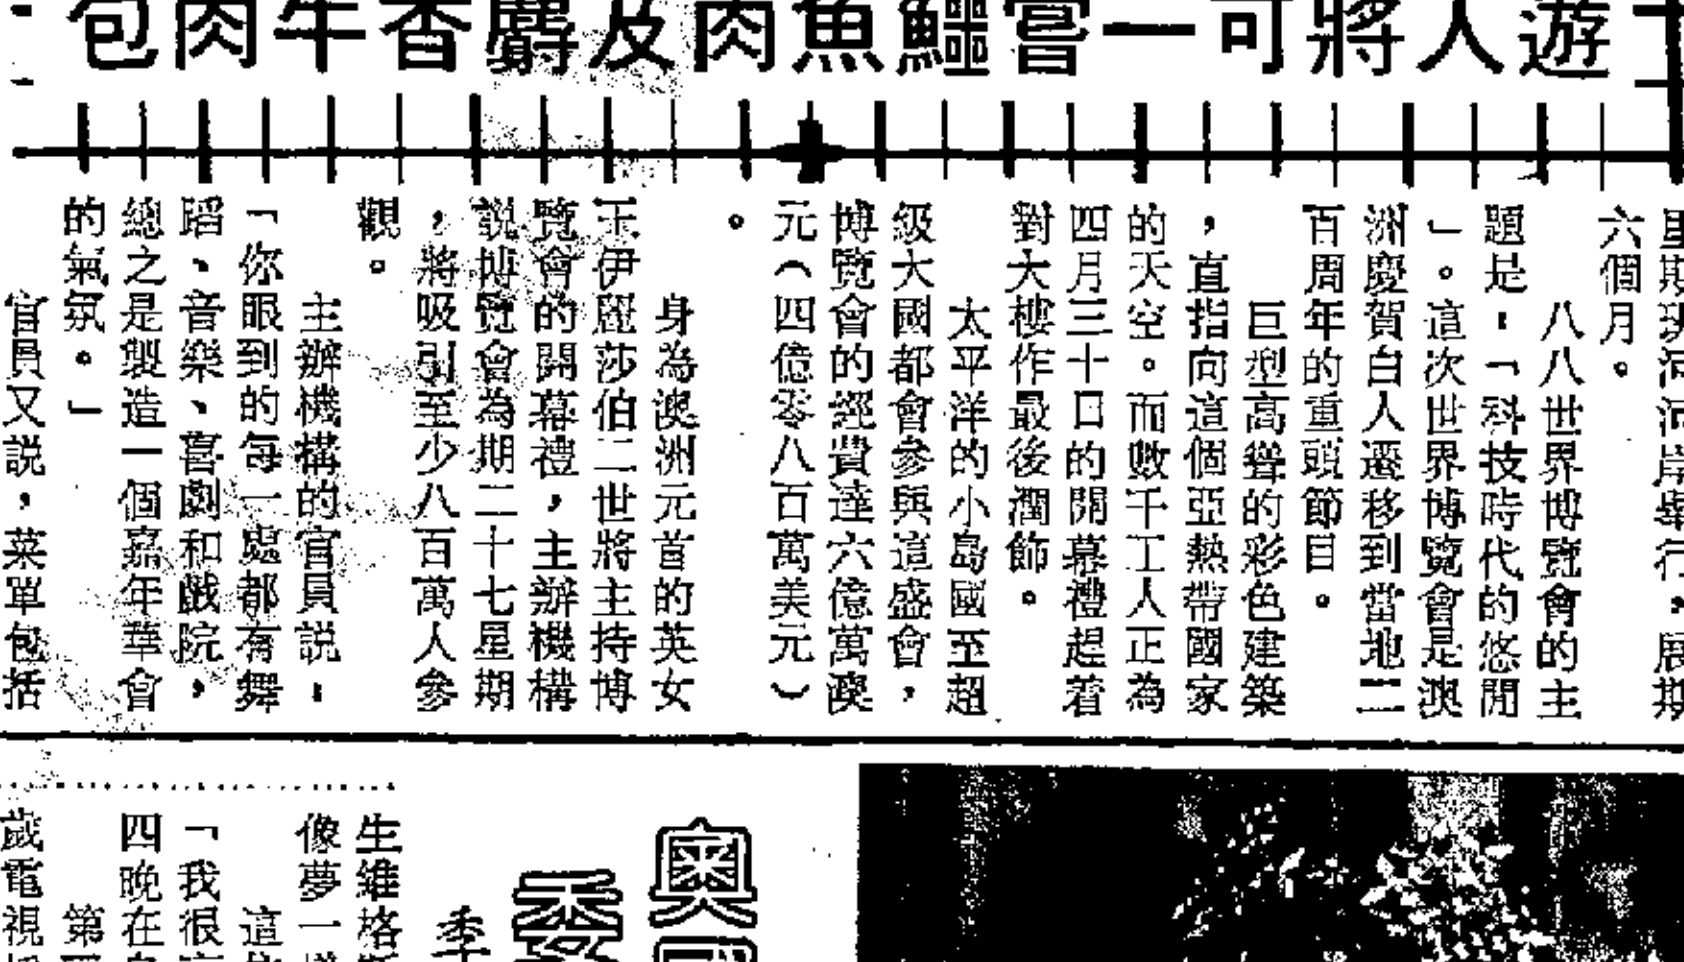 遊人將可一嘗鱷魚肉及麝香牛肉包
河岸舉行,展期
六個月。
八八世界博覽會的主
題是:「科技時代的悠閒
」。這次世界博覽會是澳
洲慶賀白人遷移到當地二
百周年的重頭節目。
巨型高聳的彩色建築
,直指向這個亞熱帶國家
的天空。而數千工人正為
四月三十日的開幕禮趕着
對大樓作最後潤飾。
太平洋的小島國至超
級大國都會參與這盛會,
博覽會的經費達六億萬澳
元(四億零八百萬美元)
。
身為澳洲元首的英女
王伊麗莎伯二世將主持博
覽會的開幕禮,主辦機構
説博覽會為期二十七星期
,將吸引至少八百萬人參
觀。
主辦機構的官員説:
「你眼到的每一處都有舞
蹈、音樂、喜劇和戲院,
總之是製造一個嘉年華會
的氣氛。」
官員又説,菜單包括
奧國
季
生維格
像夢一
這
「我很
四晚在
第
歲電視